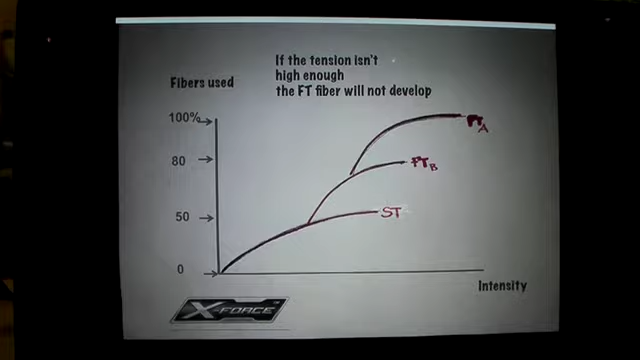 If the tension isn't
high enough
the FT fiber will not develop
Fibers used
100%
80
50
0
FTA
FTB
ST
Intensity
X-FORCE